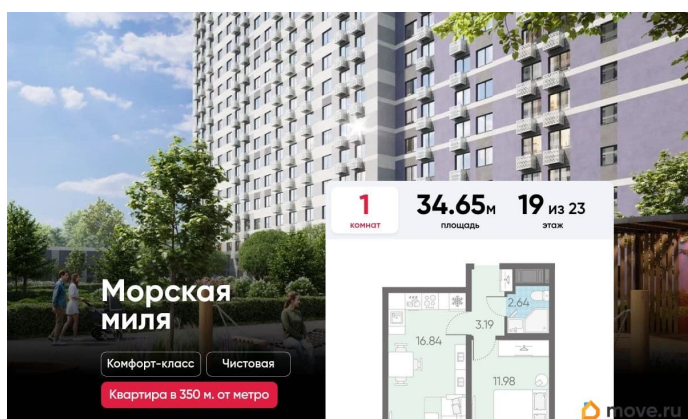 1
комнат
34.65м
площадь
19 из 23
этаж
Морская
миля
Комфорт-класс
Чистовая
Квартира в 350 м. от метро
2.64
3.19
16.84
11.98
move.ru